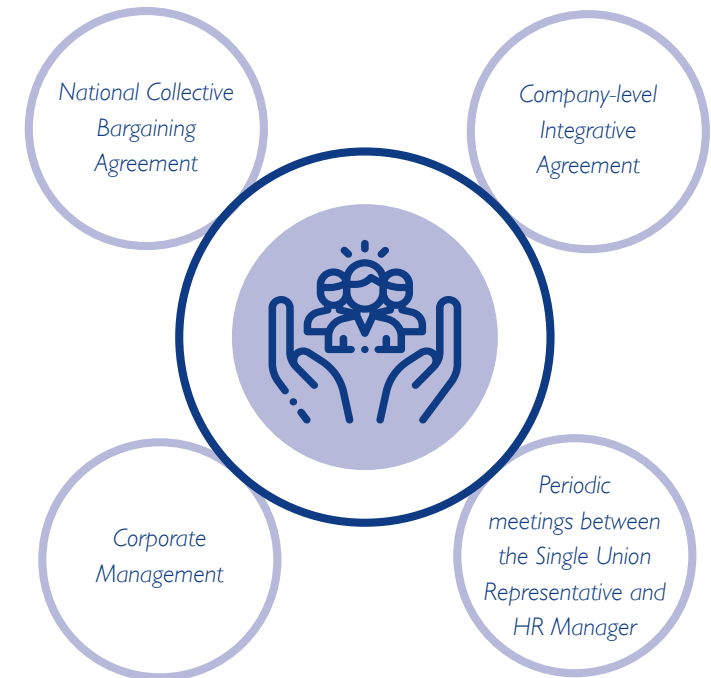 National Collective
Bargaining
Agreement
Company-level
Integrative
Agreement
Corporate
Management
Periodic
meetings between
the Single Union
Representative and
HR Manager